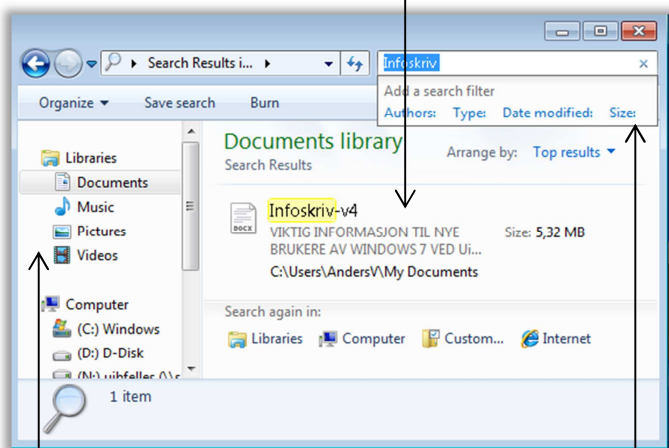 Search Results i...
Infoskriv
Add a search filter
Authors: Type: Date modified: Size:
Organize Save search Burn
Libraries
Documents
Music
Pictures
Videos
Computer
(C:) Windows
(D:) D-Disk
(N:) uibfeller
Documents library
Search Results
Arrange by: Top results
Infoskriv-v4
DOCX
VIKTIG INFORMASJON TIL NYE
Size: 5,32 MB
BRUKERE AV WINDOWS 7 VED Ui...
C:\Users\AndersV\My Documents
Search again in:
Libraries Computer Custom... Internet
1 item